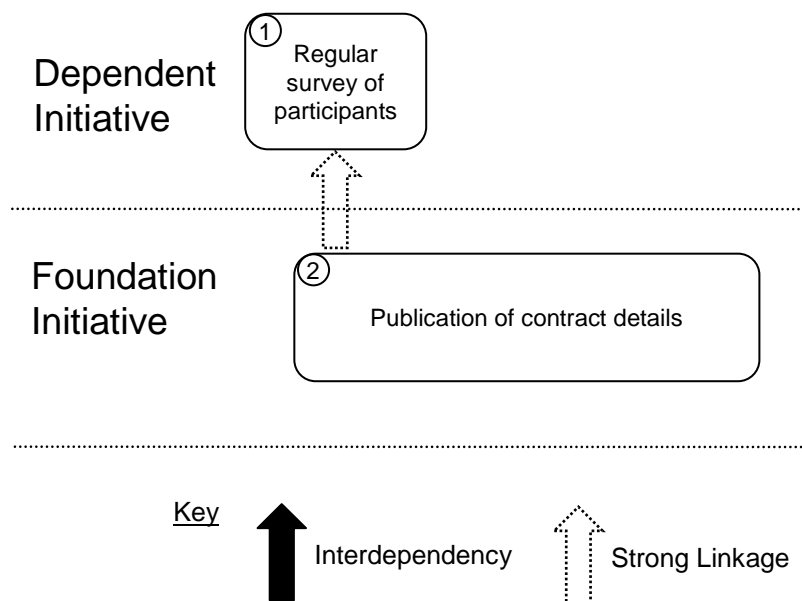 1
Regular
survey of
participants
Dependent
Initiative
2
Foundation
Initiative
Publication of contract details
Key
Interdependency
Strong Linkage